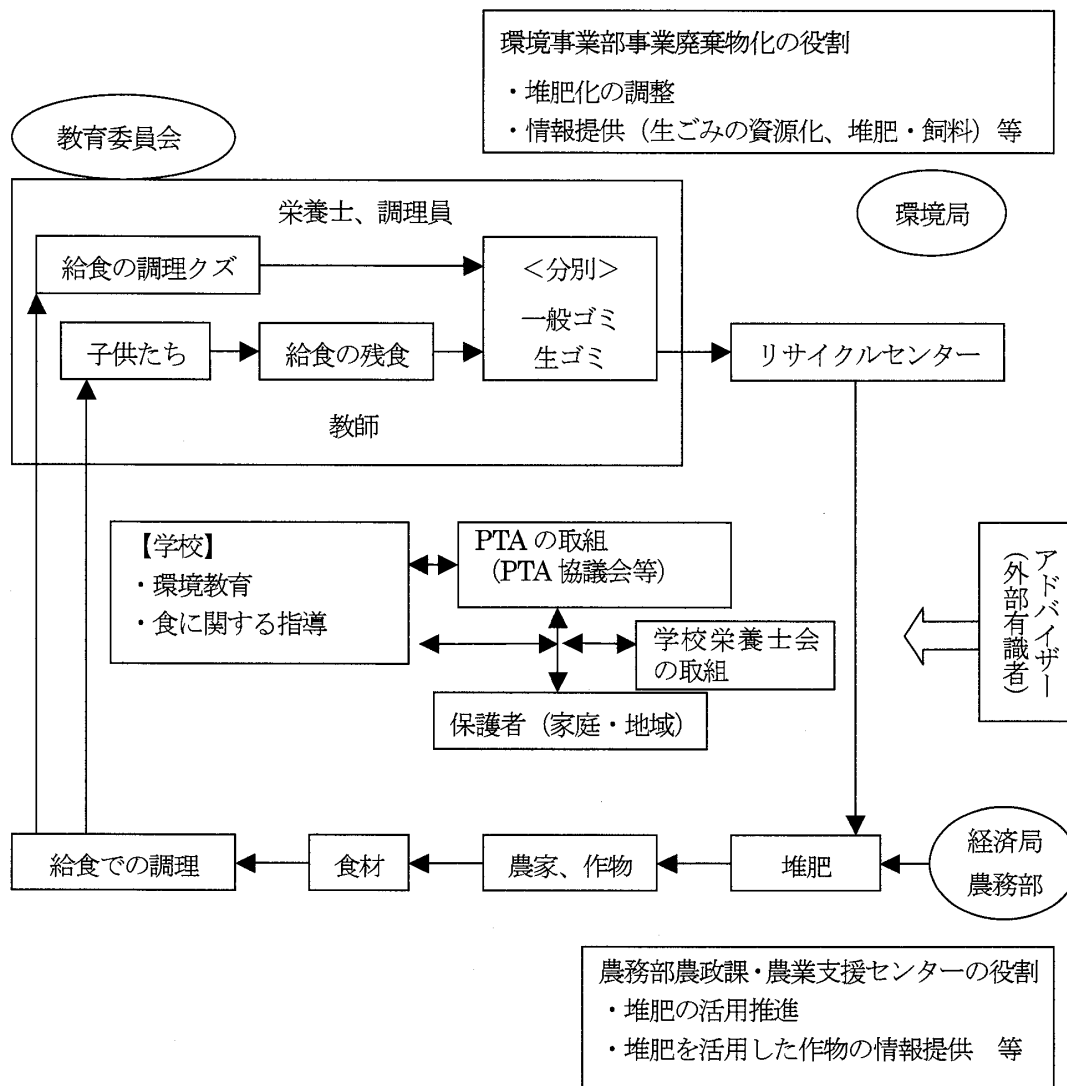 環境事業部事業廃棄物化の役割
・堆肥化の調整
・情報提供（生ごみの資源化、堆肥・飼料）等
教育委員会
環境局
栄養士、調理員
給食の調理クズ
＜分別＞
一般ゴミ
生ゴミ
子供たち
給食の残食
リサイクルセンター
教師
【学校】
・環境教育
・食に関する指導
PTA の取組
（PTA 協議会等）
学校栄養士会
の取組
保護者（家庭・地域）
アドバイザー
（外部有識者）
給食での調理
食材
農家、作物
堆肥
経済局
農務部
農務部農政課・農業支援センターの役割
・堆肥の活用推進
・堆肥を活用した作物の情報提供　等